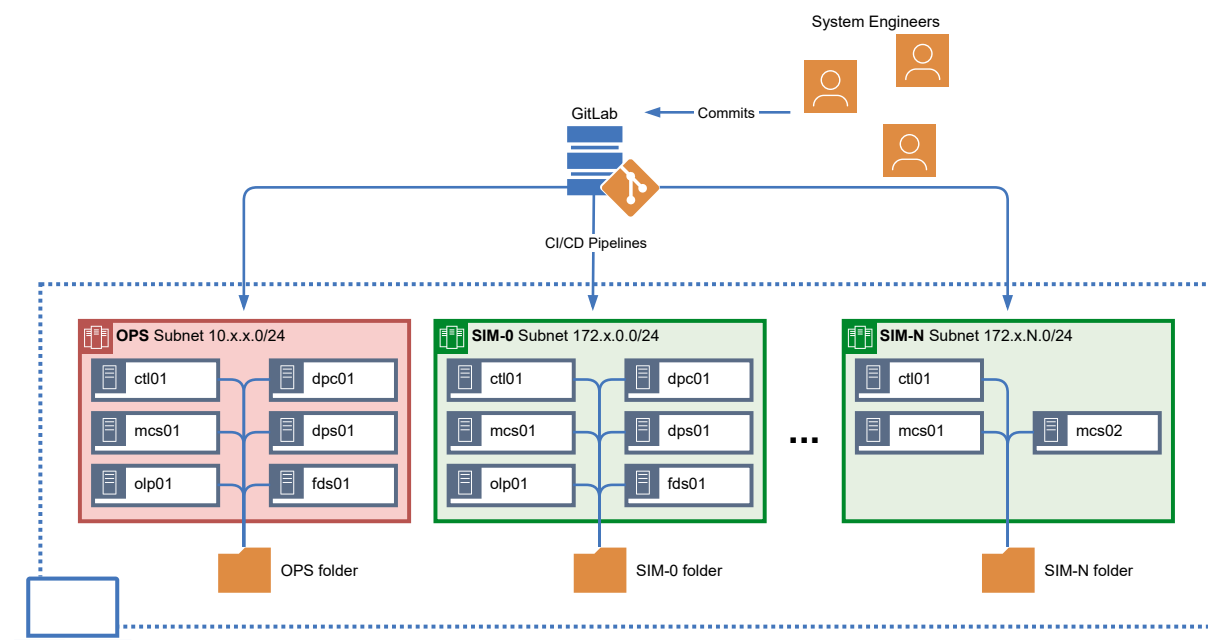 System Engineers
GitLab
Commits
CI/CD Pipelines
OPS Subnet 10.x.x.0/24
ctl01
dpc01
mcs01
dps01
olp01
fds01
OPS folder
SIM-0 Subnet 172.x.0.0/24
ctl01
dpc01
mcs01
dps01
olp01
fds01
SIM-0 folder
...
SIM-N Subnet 172.x.N.0/24
ctl01
mcs01
mcs02
SIM-N folder